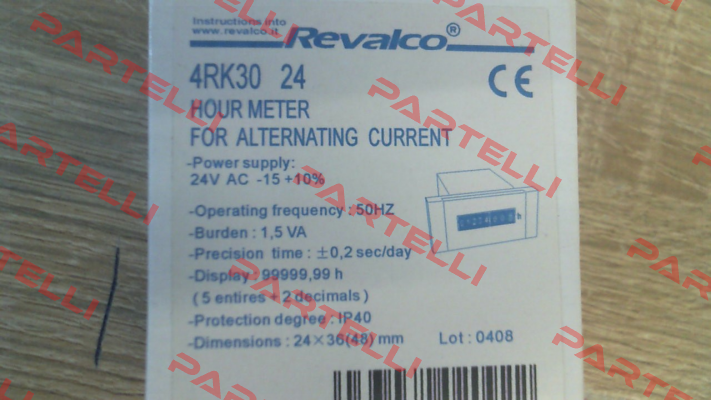 Instructions into
www.revalco.it
Revalco®
4RK30 24
CE
HOUR METER
FOR ALTERNATING CURRENT
-Power supply:
24V AC -15 +10%
-Operating frequency : 50HZ
-Burden : 1,5 VA
-Precision time : ±0,2 sec/day
-Display : 99999,99 h
( 5 entires + 2 decimals )
-Protection degree : IP40
-Dimensions : 24×36(48) mm
Lot : 0408
h
PARTELLI
PARTELLI
PARTELLI
PARTELLI
PARTELLI
PARTELLI